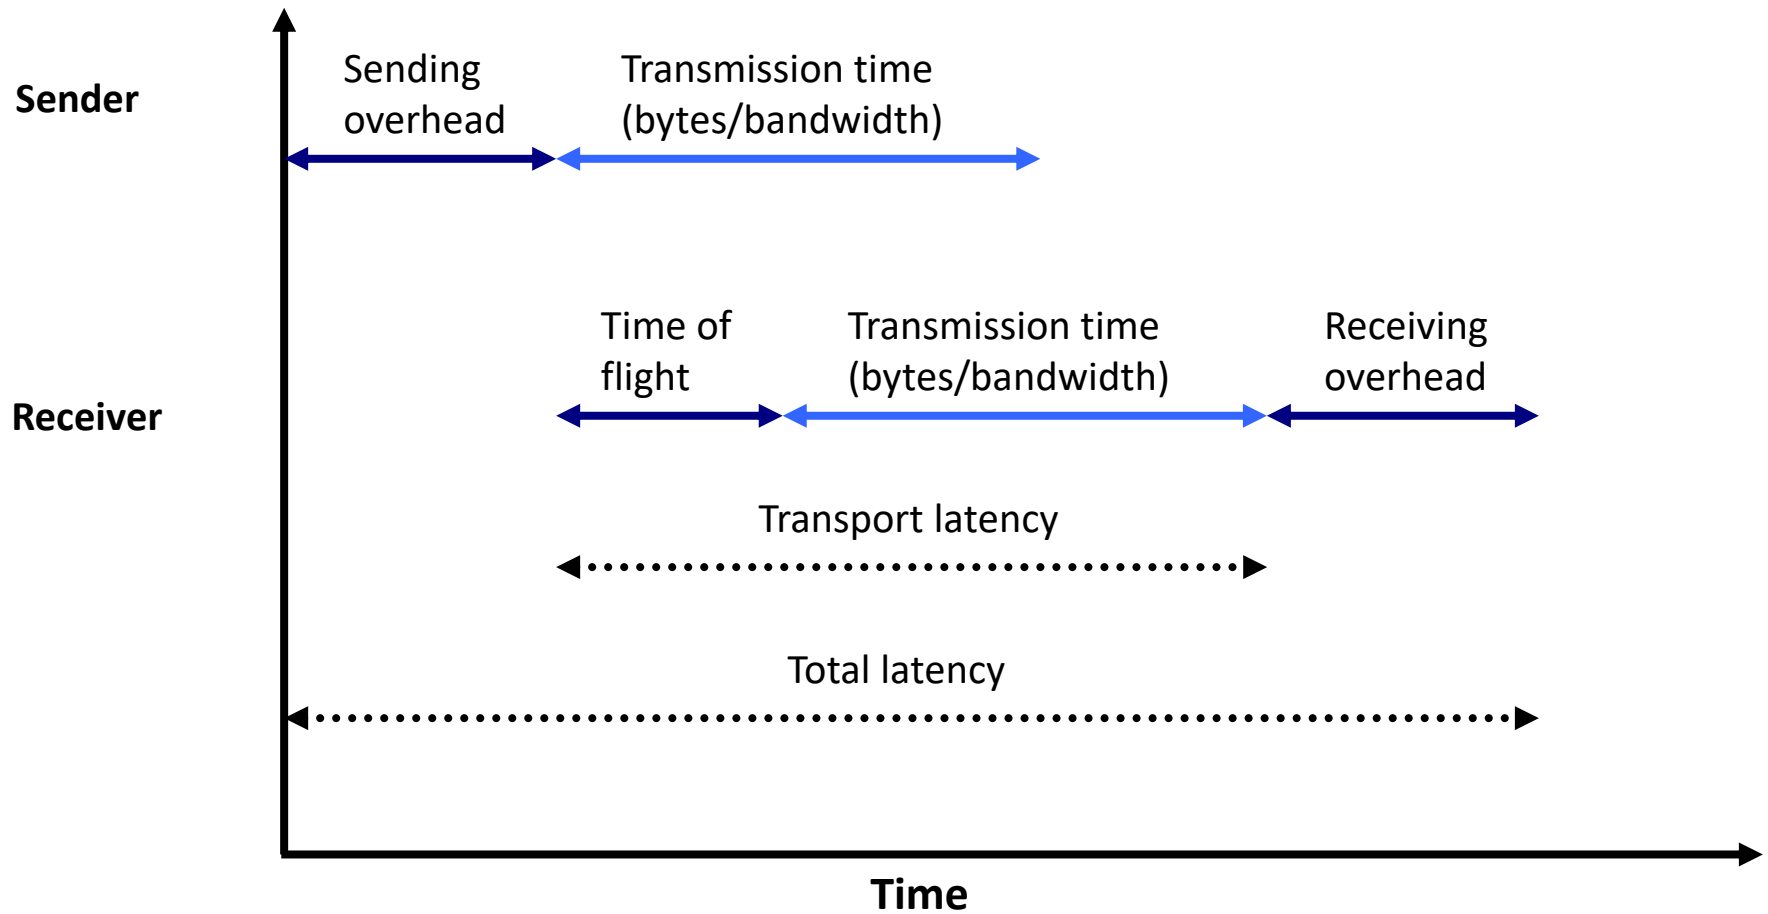 Sender
Sending
overhead
Transmission time
(bytes/bandwidth)
Receiver
Time of
flight
Transmission time
(bytes/bandwidth)
Receiving
overhead
Transport latency
Total latency
Time